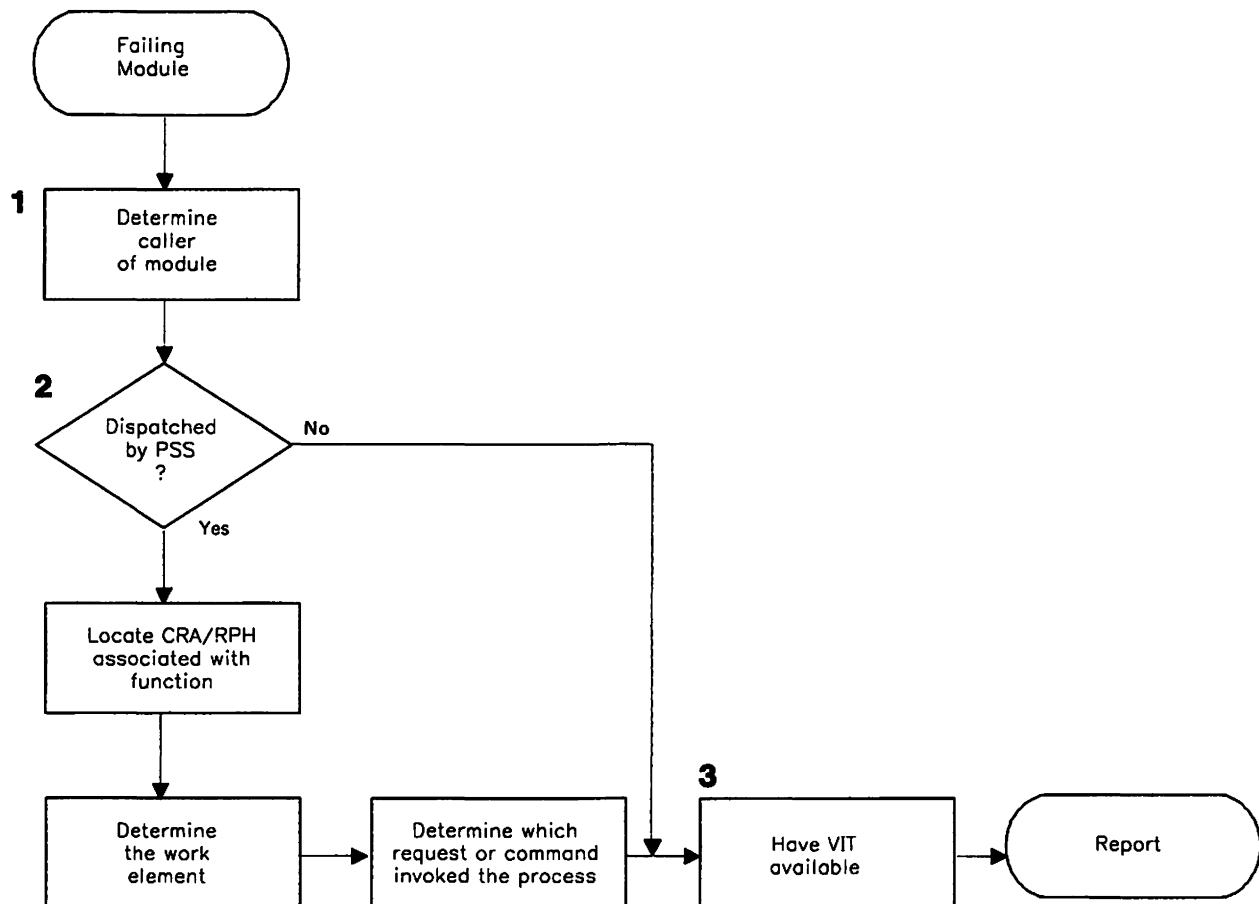 Failing
Module
1
Determine
caller
of module
2
Dispatched
by PSS
?
No
Yes
Locate CRA/RPH
associated with
function
Determine
the work
element
Determine which
request or command
invoked the process
3
Have VIT
available
Report